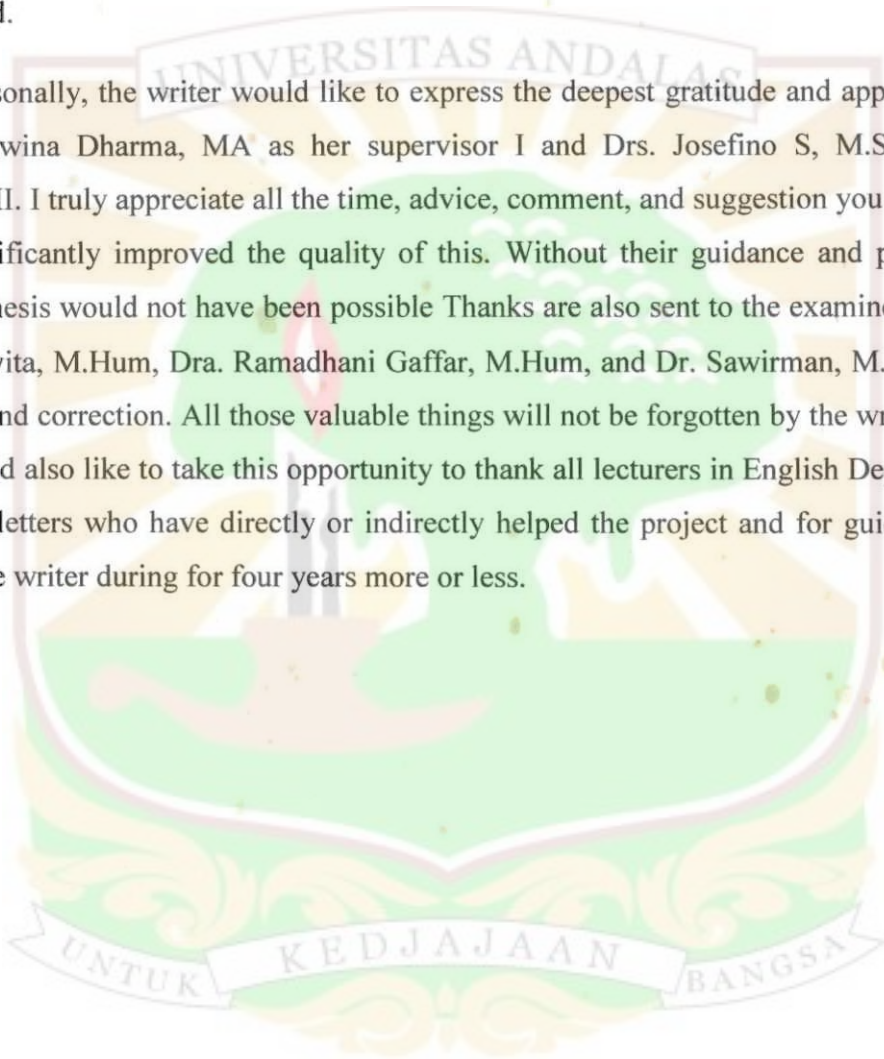 d.
UNIVERSITAS ANDALAS
sonally, the writer would like to express the deepest gratitude and app
wina Dharma, MA as her supervisor I and Drs. Josefino S, M.S
II. I truly appreciate all the time, advice, comment, and suggestion you
ificantly improved the quality of this. Without their guidance and p
hesis would not have been possible Thanks are also sent to the examine
vita, M.Hum, Dra. Ramadhani Gaffar, M.Hum, and Dr. Sawirman, M.
nd correction. All those valuable things will not be forgotten by the wr
d also like to take this opportunity to thank all lecturers in English De
letters who have directly or indirectly helped the project and for gui
e writer during for four years more or less.
UNTUK KEDJAJAAN BANGSA